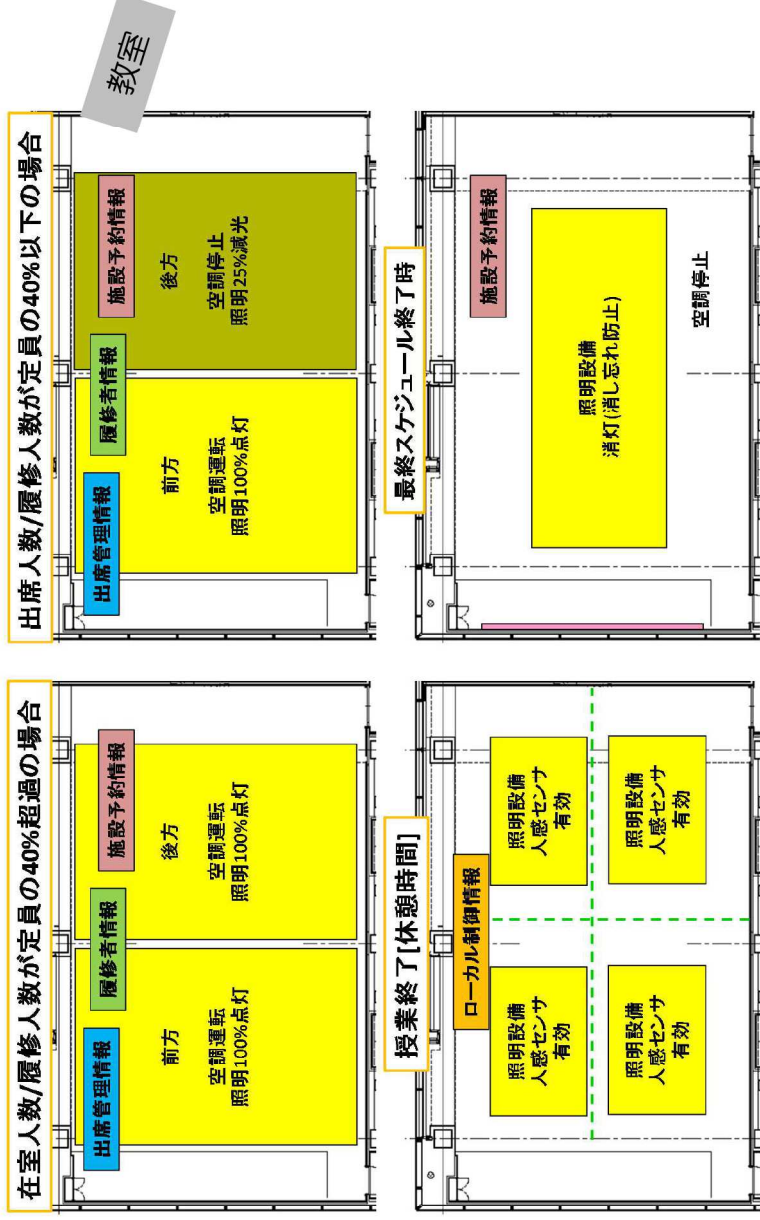 教室
在室人数/履修人数が定員の40%超過の場合
出席管理情報
履修者情報
施設予約情報
前方
空調運転
照明100%点灯
後方
空調運転
照明100%点灯
出席人数/履修人数が定員の40%以下の場合
出席管理情報
履修者情報
施設予約情報
前方
空調運転
照明100%点灯
後方
空調停止
照明25%減光
授業終了[休憩時間]
ローカル制御情報
照明設備
人感センサ
有効
照明設備
人感センサ
有効
照明設備
人感センサ
有効
照明設備
人感センサ
有効
最終スケジュール終了時
施設予約情報
照明設備
消灯(消し忘れ防止)
空調停止